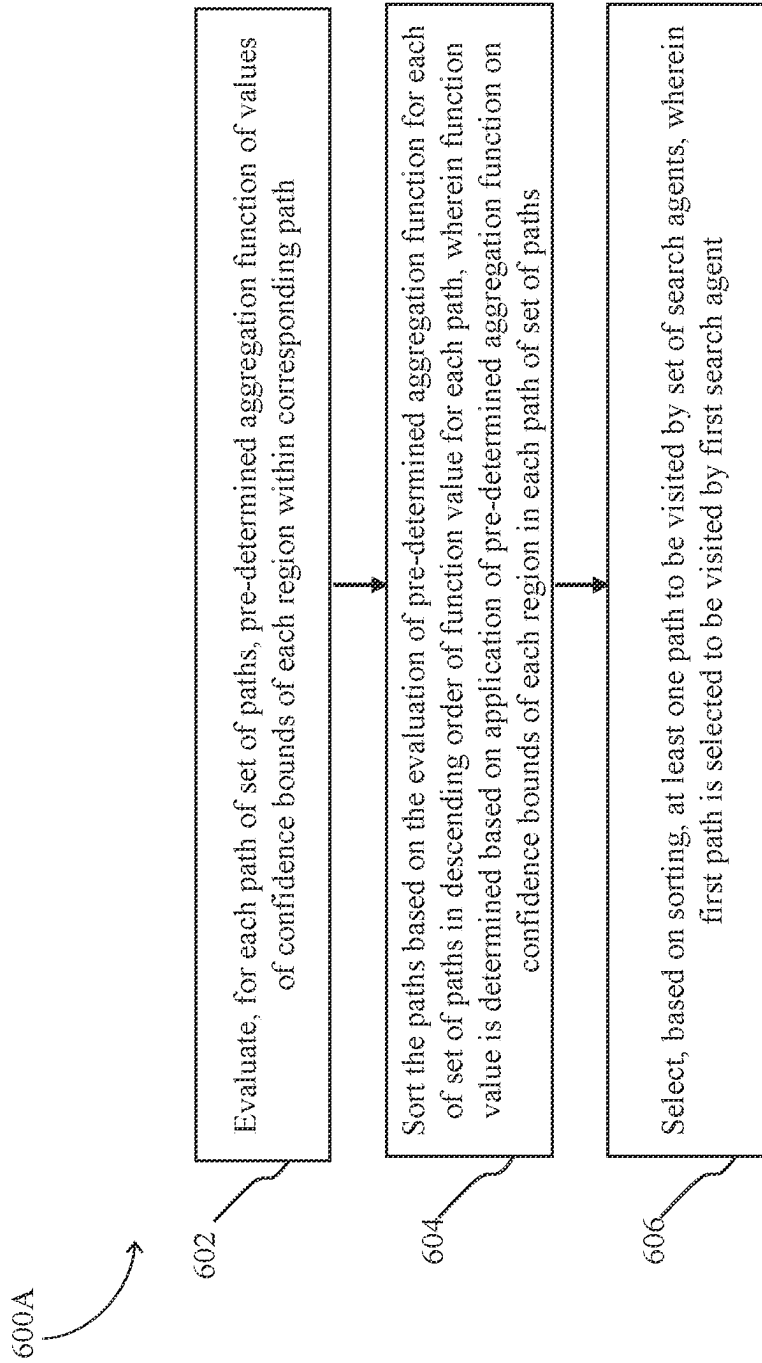 600A
602
Evaluate, for each path of set of paths, pre-determined aggregation function of values
of confidence bounds of each region within corresponding path
604
Sort the paths based on the evaluation of pre-determined aggregation function for each
of set of paths in descending order of function value for each path, wherein function
value is determined based on application of pre-determined aggregation function on
confidence bounds of each region in each path of set of paths
606
Select, based on sorting, at least one path to be visited by set of search agents, wherein
first path is selected to be visited by first search agent